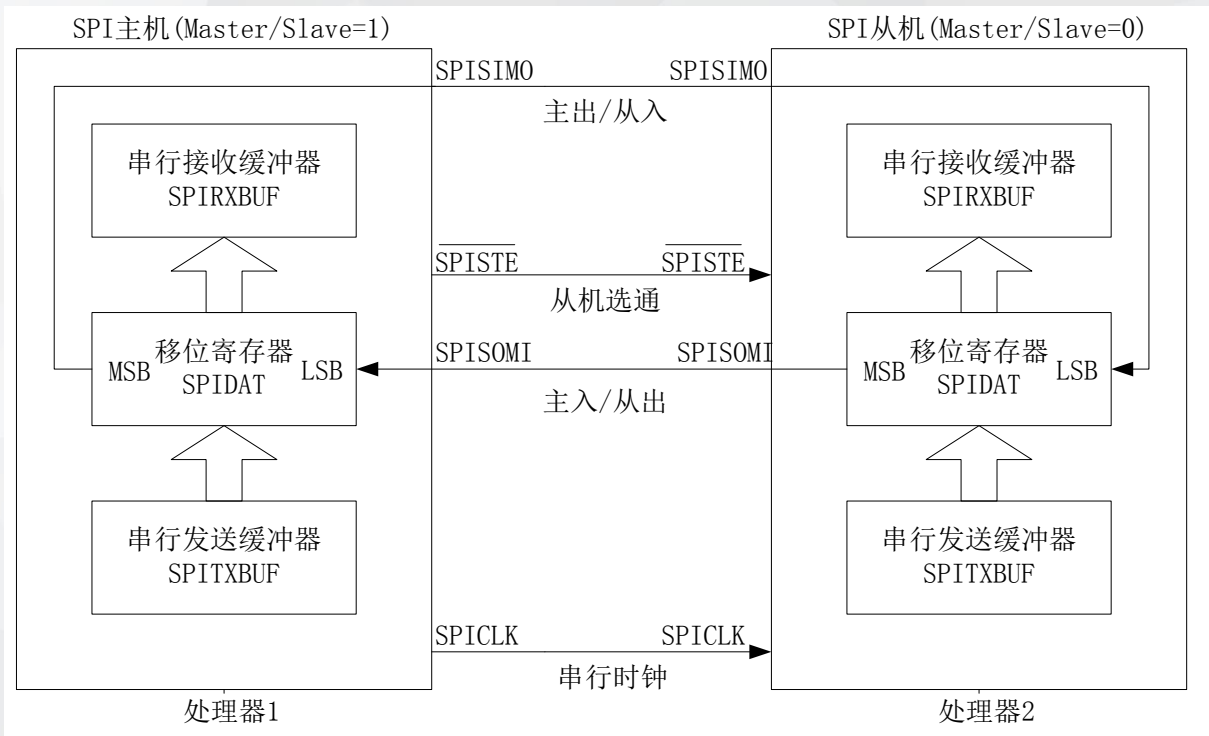 SPI主机(Master/Slave=1)
SPI从机(Master/Slave=0)
SPISIMO
SPISIMO
主出/从入
串行接收缓冲器
SPIRXBUF
串行接收缓冲器
SPIRXBUF
SPISTE
SPISTE
从机选通
MSB
移位寄存器
SPIDAT
LSB
SPISOMI
SPISOMI
主入/从出
MSB
移位寄存器
SPIDAT
LSB
串行发送缓冲器
SPITXBUF
串行发送缓冲器
SPITXBUF
SPICLK
SPICLK
串行时钟
处理器1
处理器2